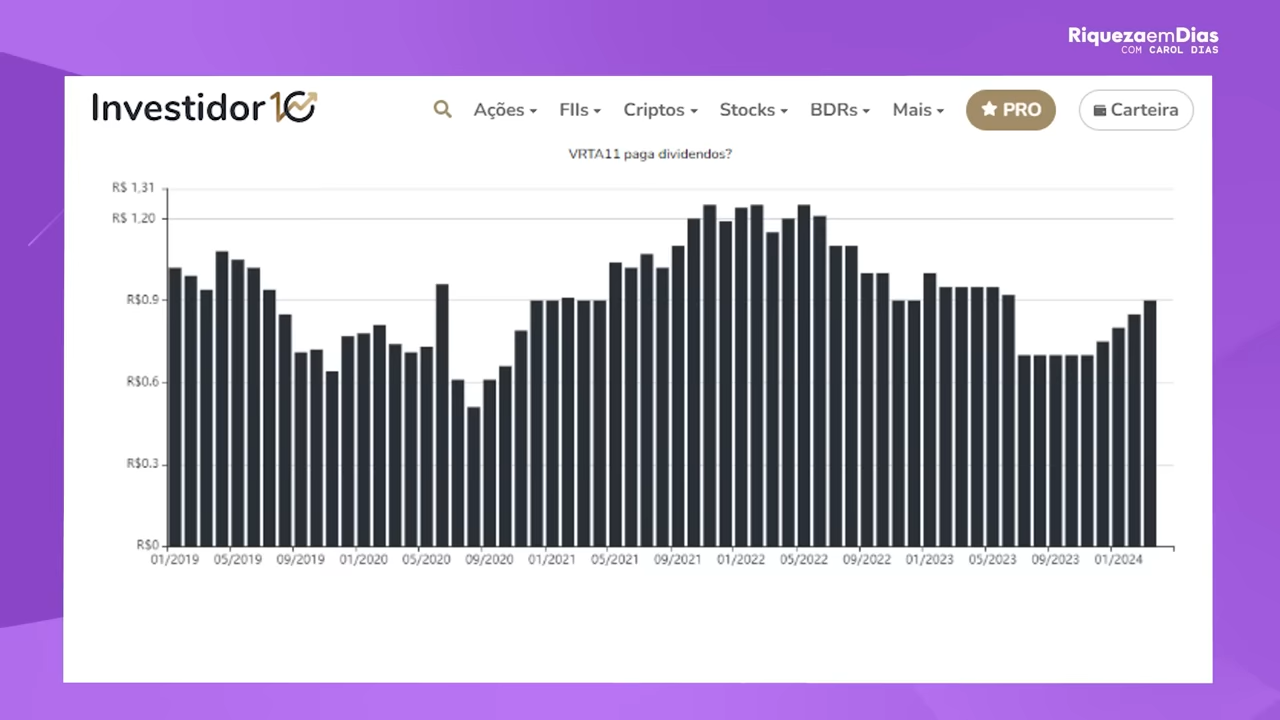 RiquezaemDias
COM CAROL DIAS
Investidor 10
Ações
FIIs
Criptos
Stocks
BDRs
Mais
PRO
Carteira
VRTA11 paga dividendos?
R$ 1,31
R$ 1,20
R$0.9
R$0.6
R$0.3
R$0
01/2019 05/2019 09/2019 01/2020 05/2020 09/2020 01/2021 05/2021 09/2021 01/2022 05/2022 09/2022 01/2023 05/2023 09/2023 01/2024